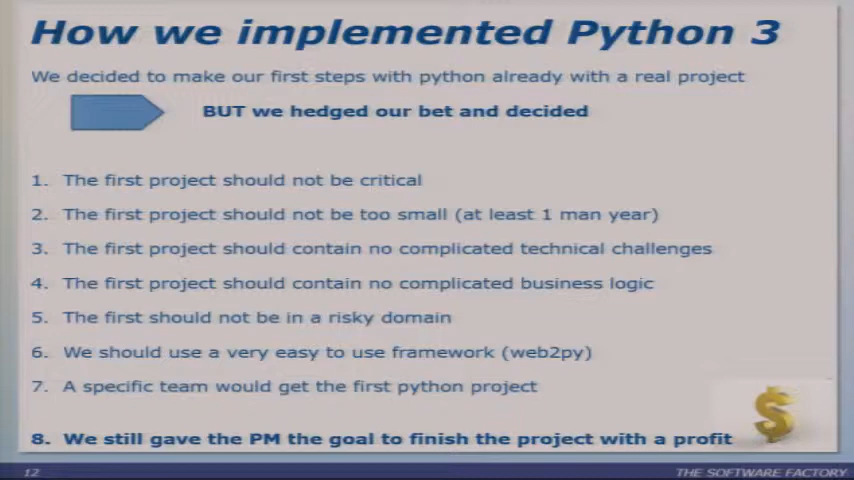 How we implemented Python 3
We decided to make our first steps with python already with a real project
BUT we hedged our bet and decided
1. The first project should not be critical
2. The first project should not be too small (at least 1 man year)
3. The first project should contain no complicated technical challenges
4. The first project should contain no complicated business logic
5. The first should not be in a risky domain
6. We should use a very easy to use framework (web2py)
7. A specific team would get the first python project
8. We still gave the PM the goal to finish the project with a profit
12
THE SOFTWARE FACTORY